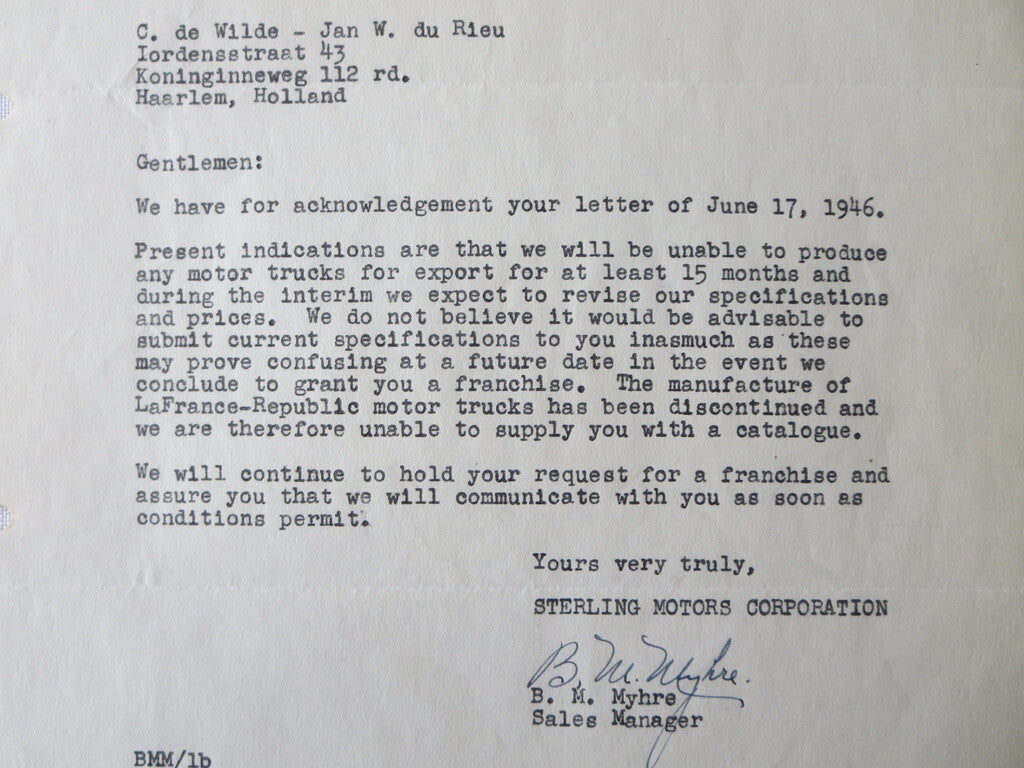 C. de Wilde - Jan W. du Rieu
Iordensstraat 43
Koninginneweg 112 rd.
Haarlem, Holland
Gentlemen:
We have for acknowledgement your letter of June 17, 1946.
Present indications are that we will be unable to produce
any motor trucks for export for at least 15 months and
during the interim we expect to revise our specifications
and prices. We do not believe it would be advisable to
submit current specifications to you inasmuch as these
may prove confusing at a future date in the event we
conclude to grant you a franchise. The manufacture of
LaFrance-Republic motor trucks has been discontinued and
we are therefore unable to supply you with a catalogue.
We will continue to hold your request for a franchise and
assure you that we will communicate with you as soon as
conditions permit.
Yours very truly,
STERLING MOTORS CORPORATION
B. M. Myhre.
B. M. Myhre
Sales Manager
BMM/lb